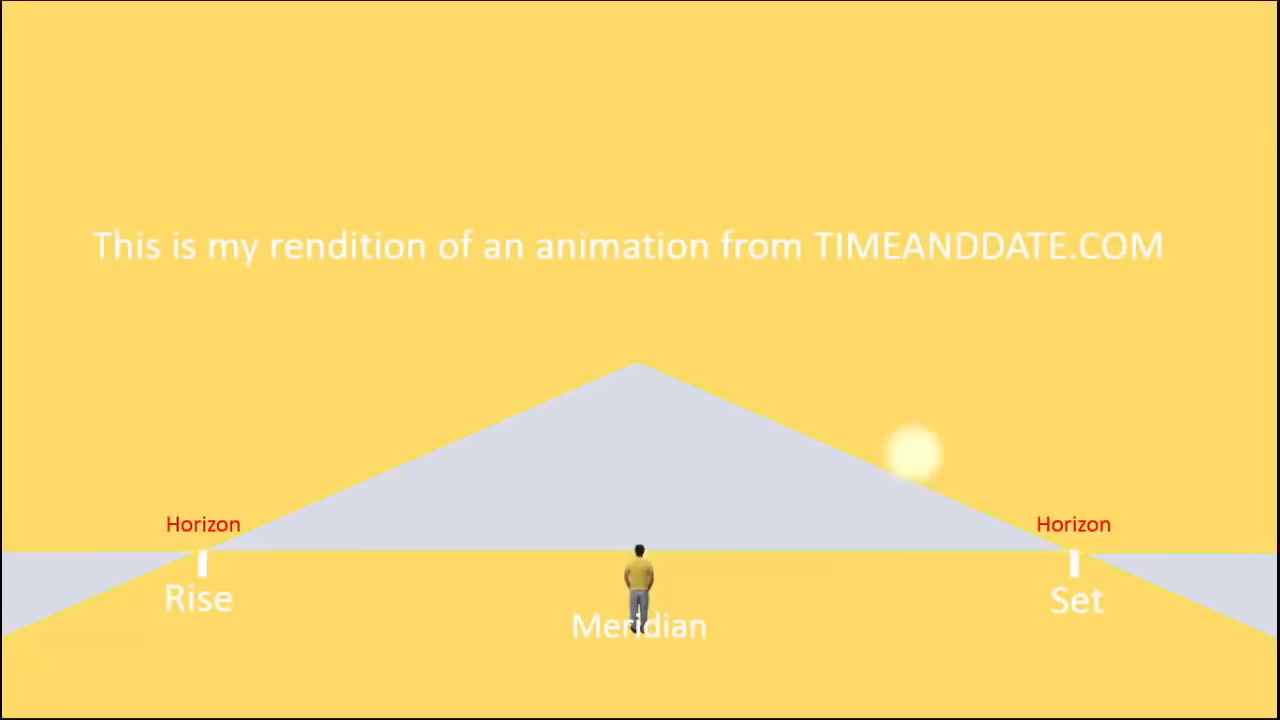 This is my rendition of an animation from TIMEANDDATE.COM
Horizon
Horizon
Rise
Set
Meridian